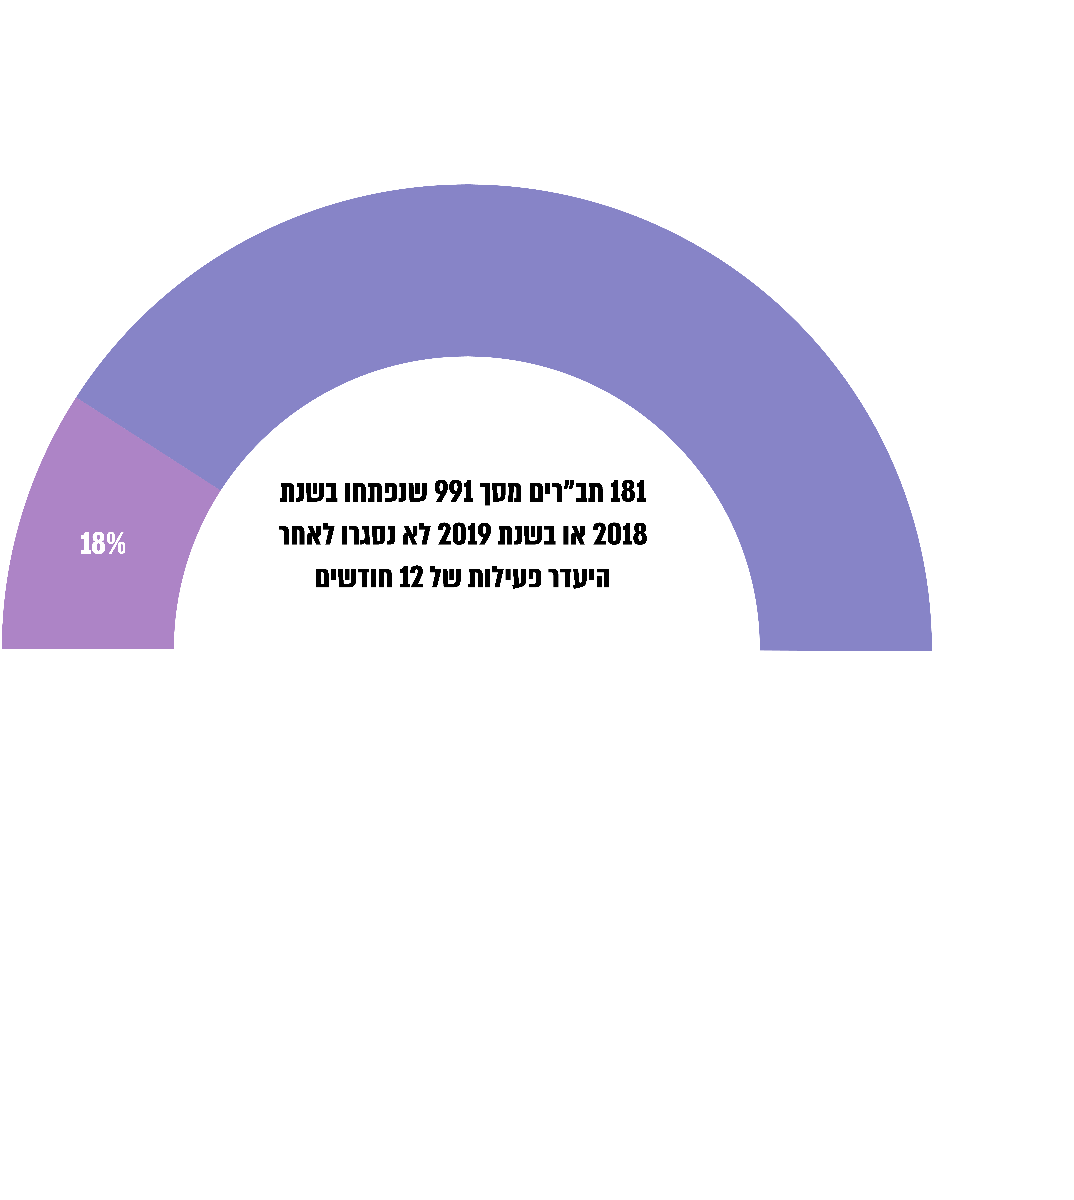 181 תב"רים מסך 991 שנפתחו בשנת
2018 או בשנת 2019 לא נסגרו לאחר
היעדר פעילות של 12 חודשים
18%